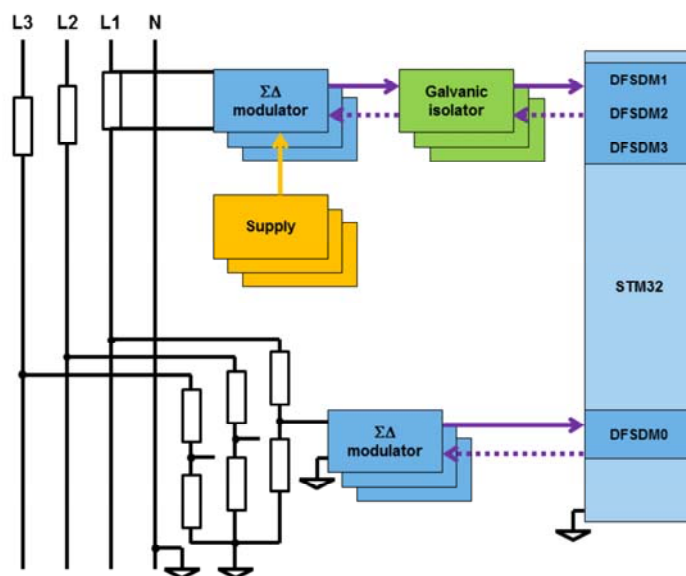 L3 L2 L1 N
ΣΔ
modulator
Galvanic
isolator
DFSDM1
DFSDM2
DFSDM3
Supply
STM32
ΣΔ
modulator
DFSDM0